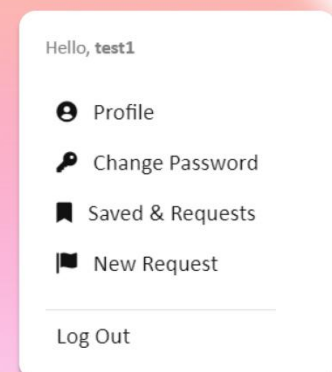 Hello, test1
Profile
Change Password
Saved & Requests
New Request
Log Out